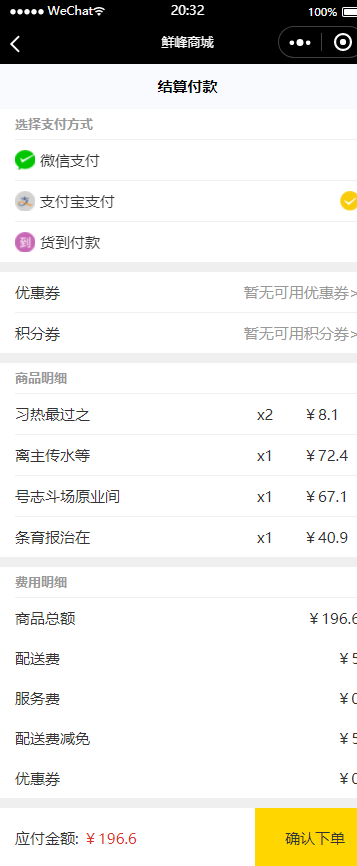 WeChat 20:32 100%
鲜峰商城
结算付款
选择支付方式
微信支付
支 支付宝支付
到 货到付款
优惠券 暂无可用优惠券>
积分券 暂无可用积分券>
商品明细
习热最过之 x2 ￥8.1
离主传水等 x1 ￥72.4
号志斗场原业间 x1 ￥67.1
条育报治在 x1 ￥40.9
费用明细
商品总额 ￥196.6
配送费 ￥5
服务费 ￥0
配送费减免 ￥5
优惠券 ￥0
应付金额: ￥196.6 确认下单